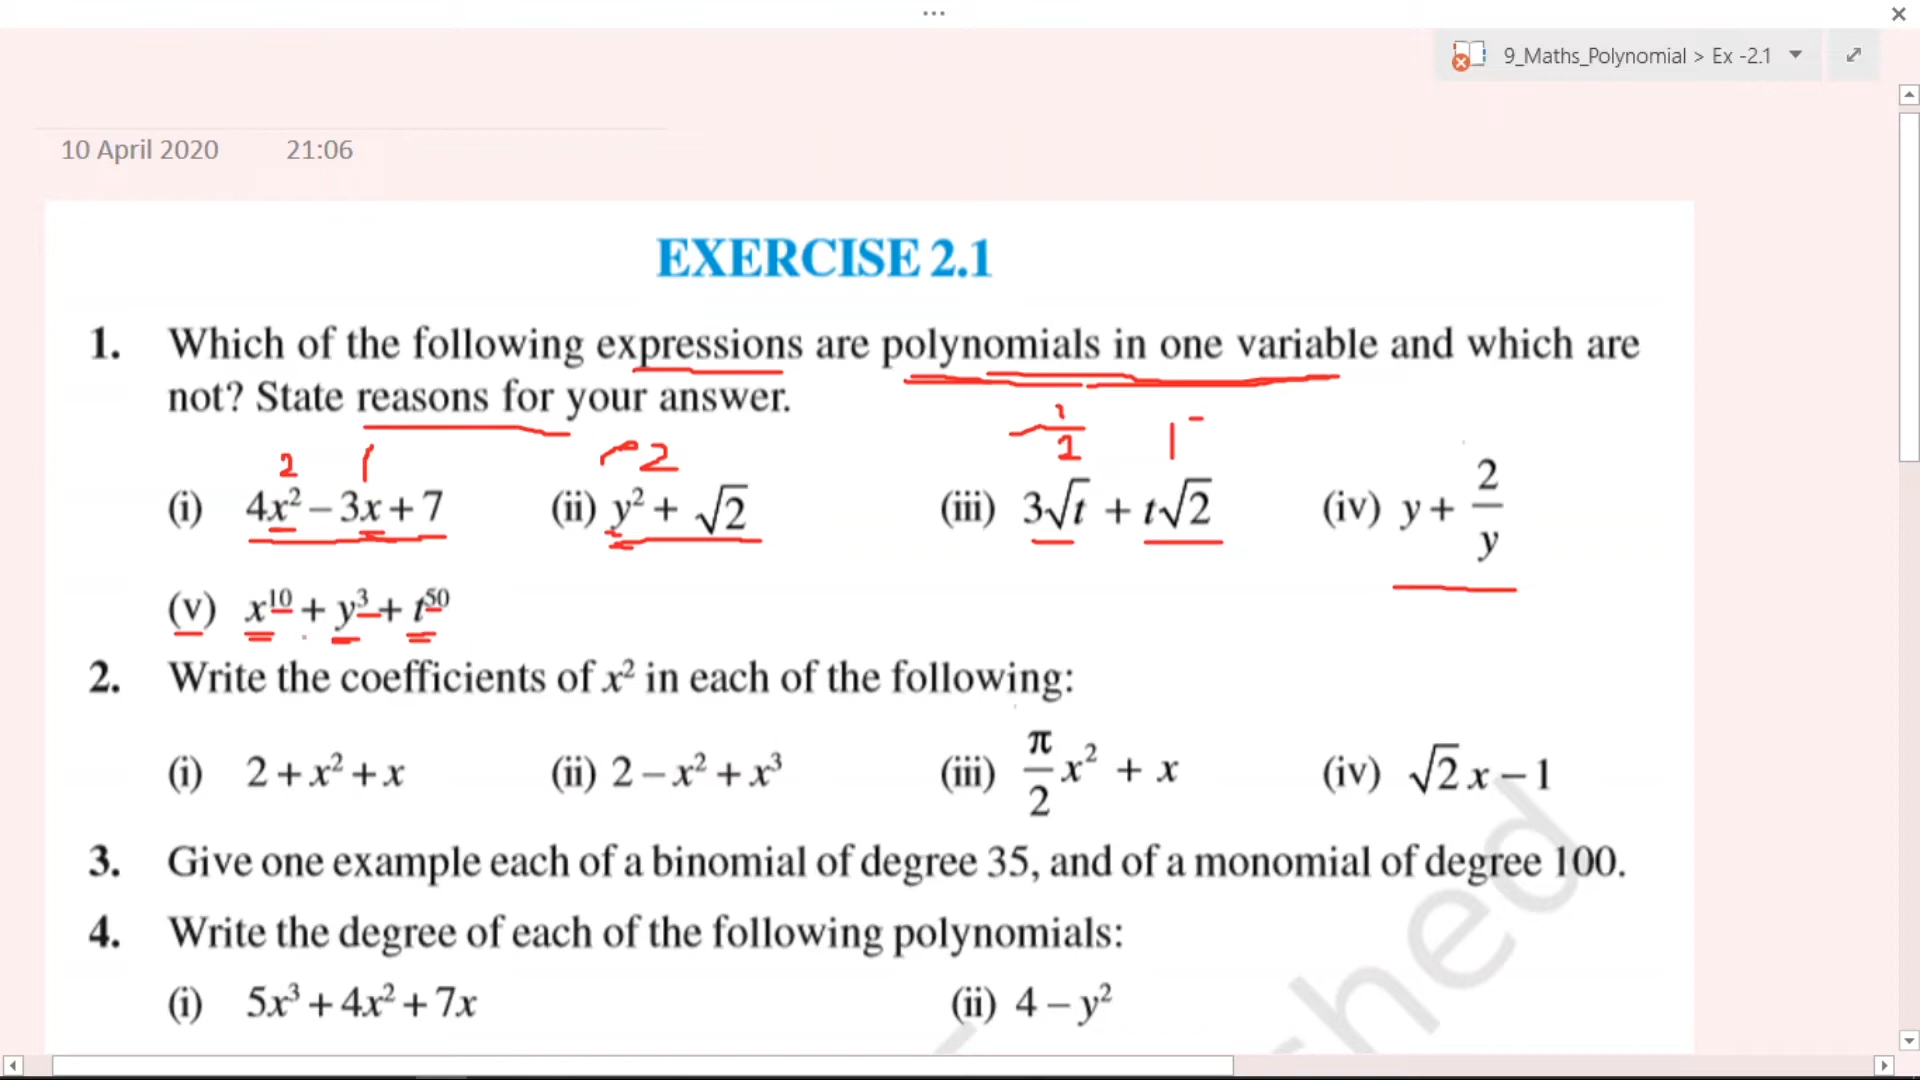 9_Maths_Polynomial > Ex -2.1
10 April 2020 21:06
EXERCISE 2.1
1. Which of the following expressions are polynomials in one variable and which are
not? State reasons for your answer.
2 1 2 1/2 1
(i) 4x² – 3x + 7 (ii) y² + √2 (iii) 3√t + t√2 (iv) y + 2/y
(v) x¹⁰ + y³ + t⁵⁰
2. Write the coefficients of x² in each of the following:
(i) 2 + x² + x (ii) 2 – x² + x³ (iii) π/2 x² + x (iv) √2 x – 1
3. Give one example each of a binomial of degree 35, and of a monomial of degree 100.
4. Write the degree of each of the following polynomials:
(i) 5x³ + 4x² + 7x (ii) 4 – y²